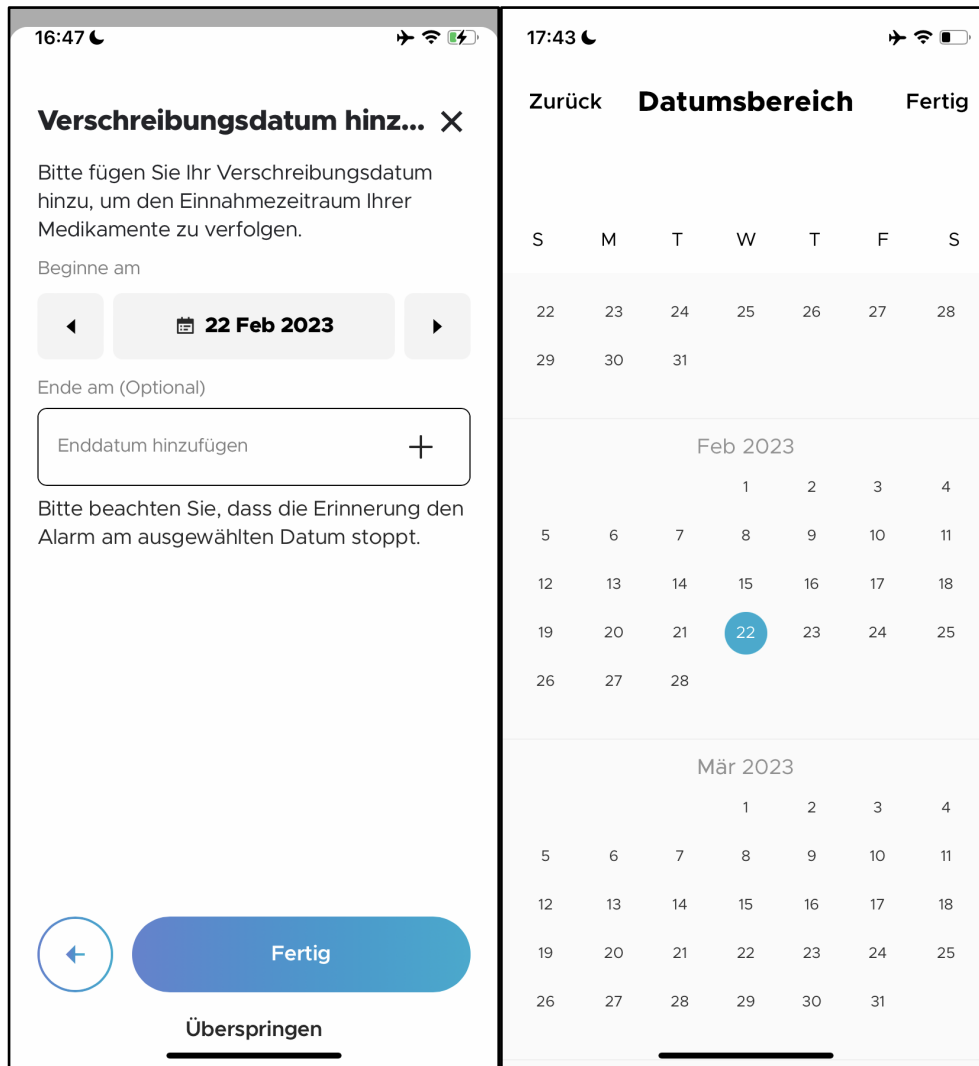 16:47
Verschreibungsdatum hinz...
Bitte fügen Sie Ihr Verschreibungsdatum
hinzu, um den Einnahmezeitraum Ihrer
Medikamente zu verfolgen.
Beginne am
22 Feb 2023
Ende am (Optional)
Enddatum hinzufügen
Bitte beachten Sie, dass die Erinnerung den
Alarm am ausgewählten Datum stoppt.
Fertig
Überspringen
17:43
Zurück Datumsbereich Fertig
S M T W T F S
22 23 24 25 26 27 28
29 30 31
Feb 2023
1 2 3 4
5 6 7 8 9 10 11
12 13 14 15 16 17 18
19 20 21 22 23 24 25
26 27 28
Mär 2023
1 2 3 4
5 6 7 8 9 10 11
12 13 14 15 16 17 18
19 20 21 22 23 24 25
26 27 28 29 30 31